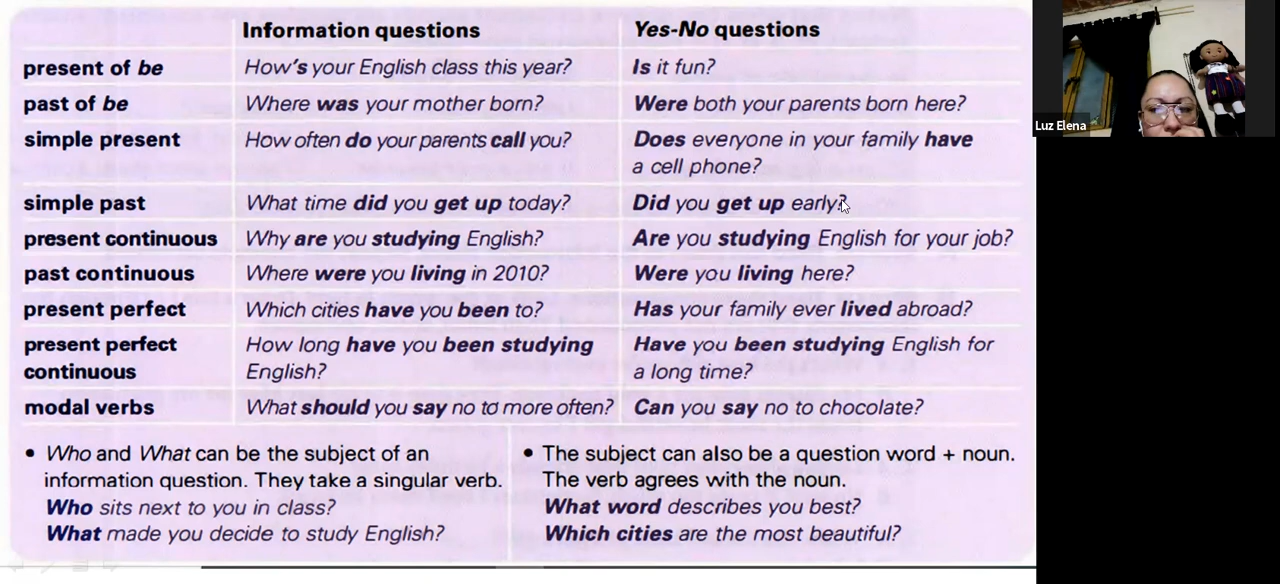 Information questions Yes-No questions
present of be How's your English class this year? Is it fun?
past of be Where was your mother born? Were both your parents born here?
simple present How often do your parents call you? Does everyone in your family have
a cell phone?
simple past What time did you get up today? Did you get up early?
present continuous Why are you studying English? Are you studying English for your job?
past continuous Where were you living in 2010? Were you living here?
present perfect Which cities have you been to? Has your family ever lived abroad?
present perfect How long have you been studying Have you been studying English for
continuous English? a long time?
modal verbs What should you say no to more often? Can you say no to chocolate?
• Who and What can be the subject of an
information question. They take a singular verb.
Who sits next to you in class?
What made you decide to study English?
• The subject can also be a question word + noun.
The verb agrees with the noun.
What word describes you best?
Which cities are the most beautiful?
Luz Elena